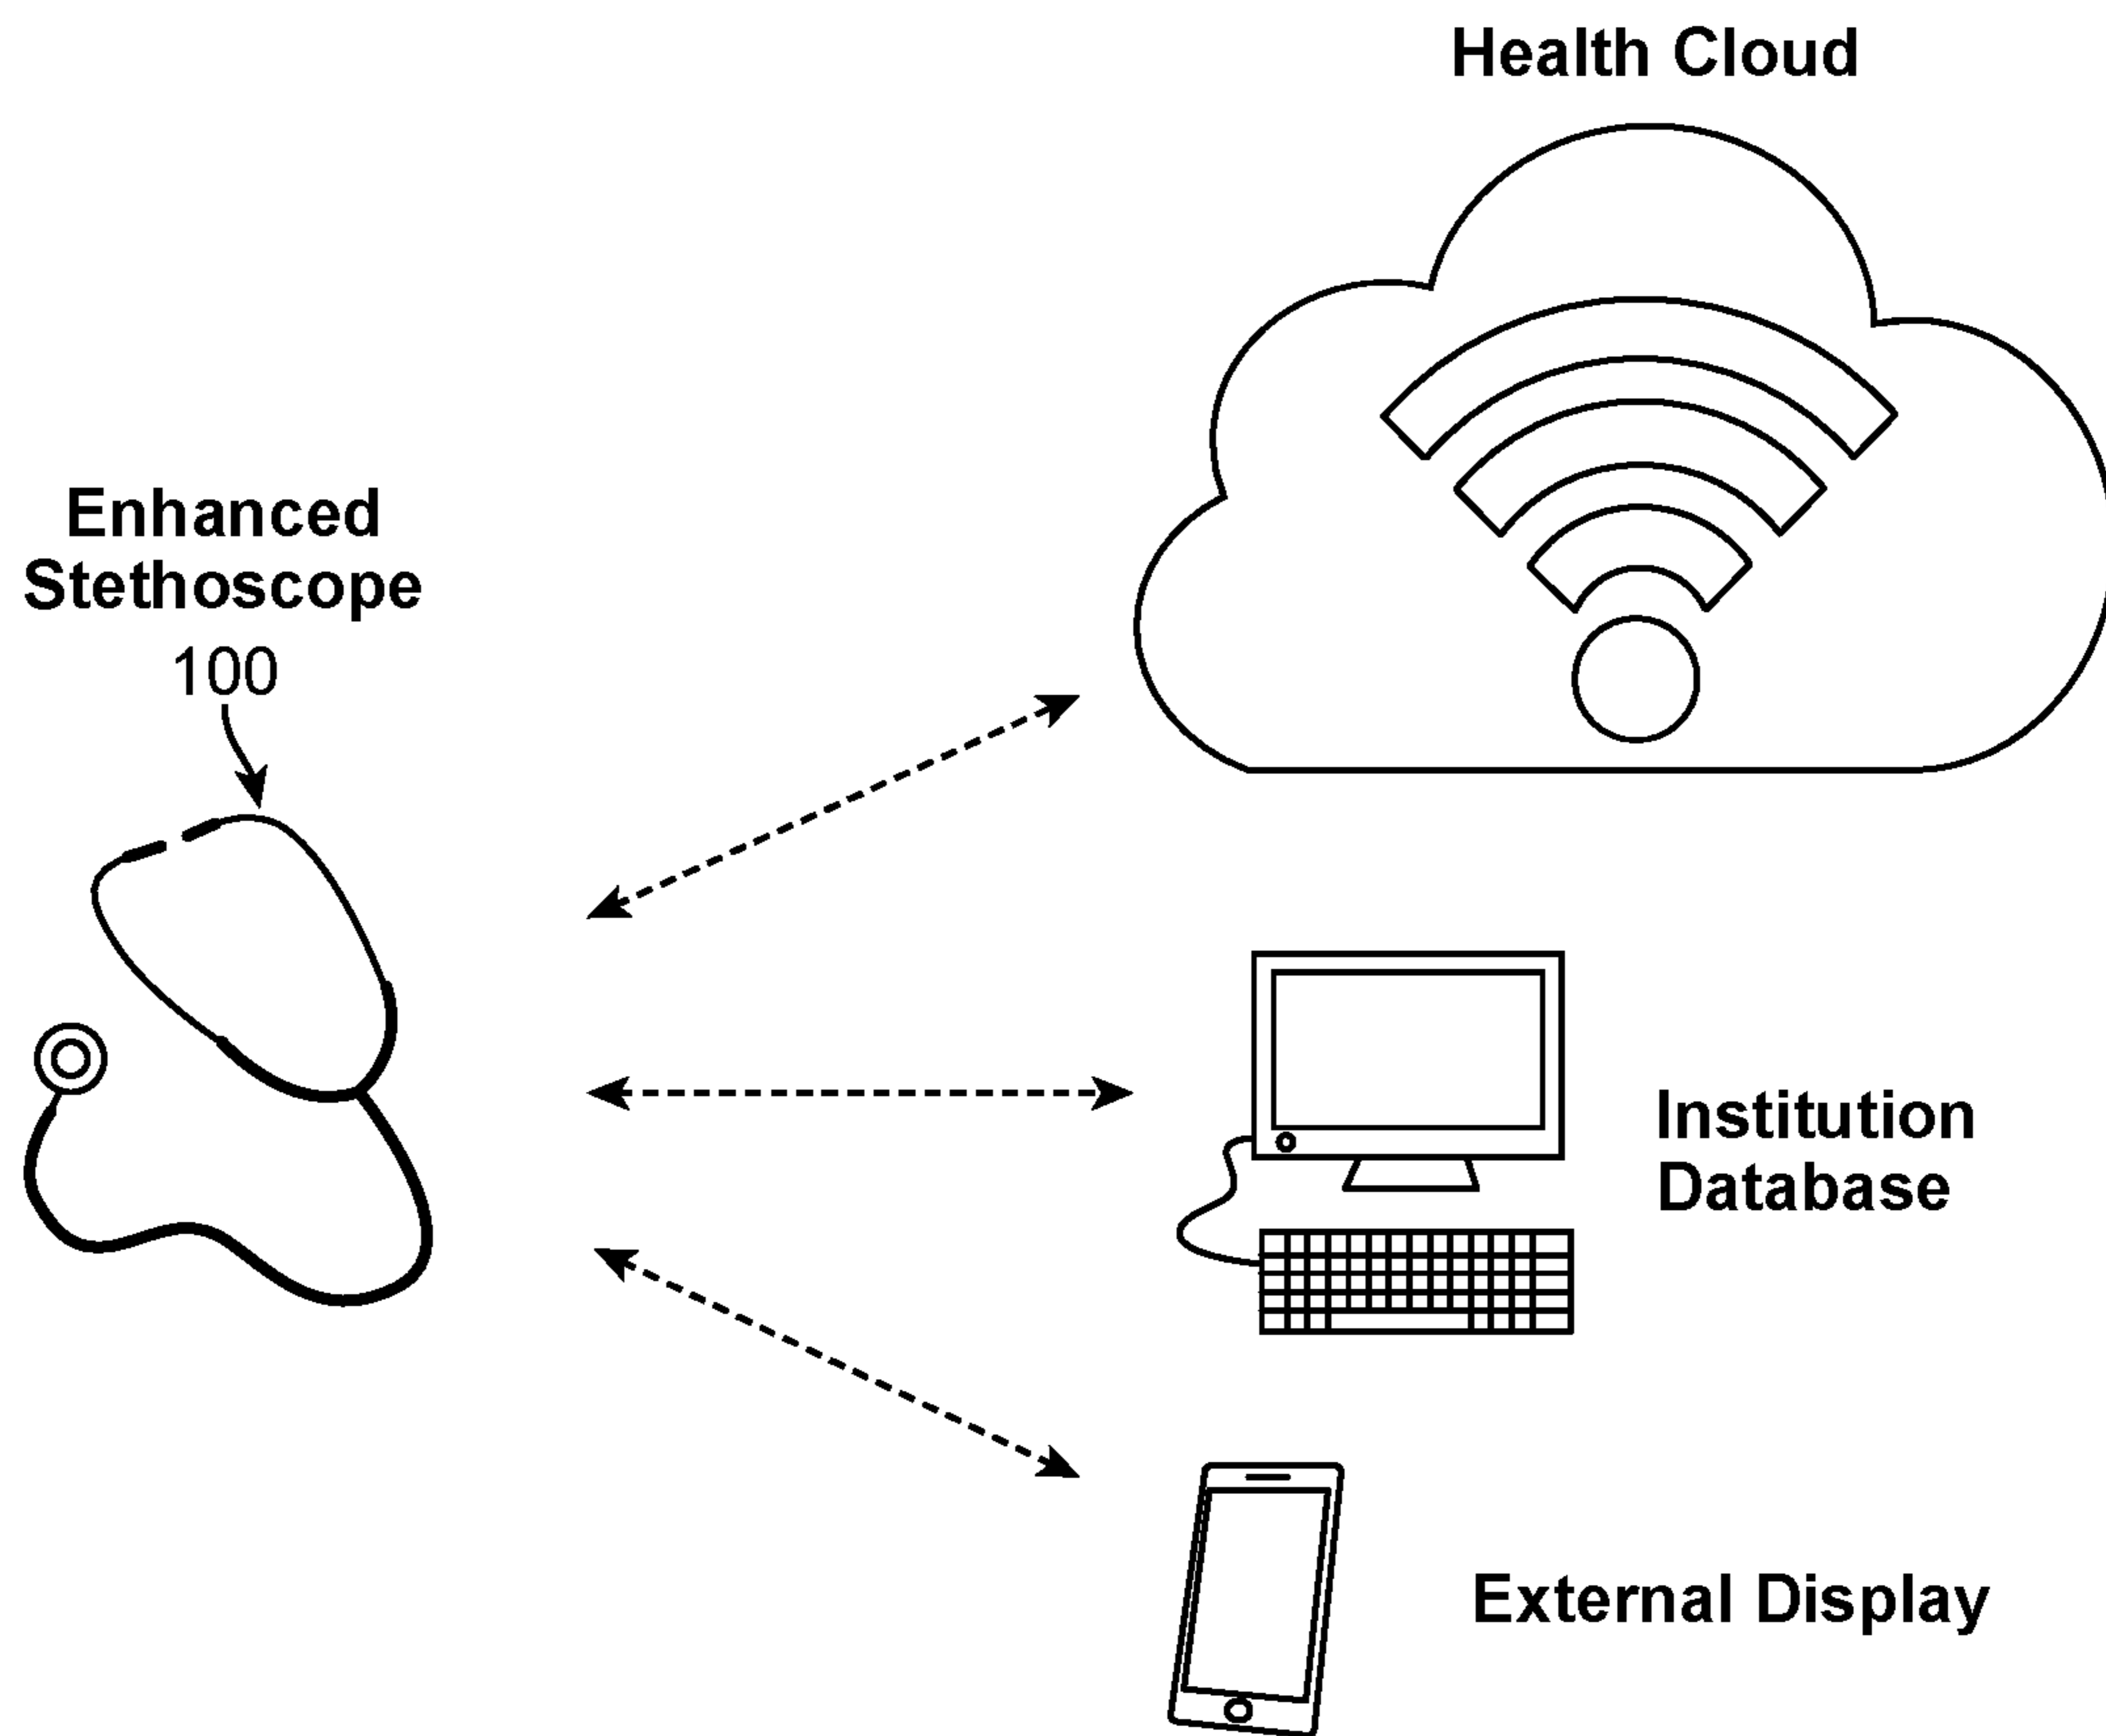 Health Cloud
Enhanced
Stethoscope
100
Institution
Database
External Display